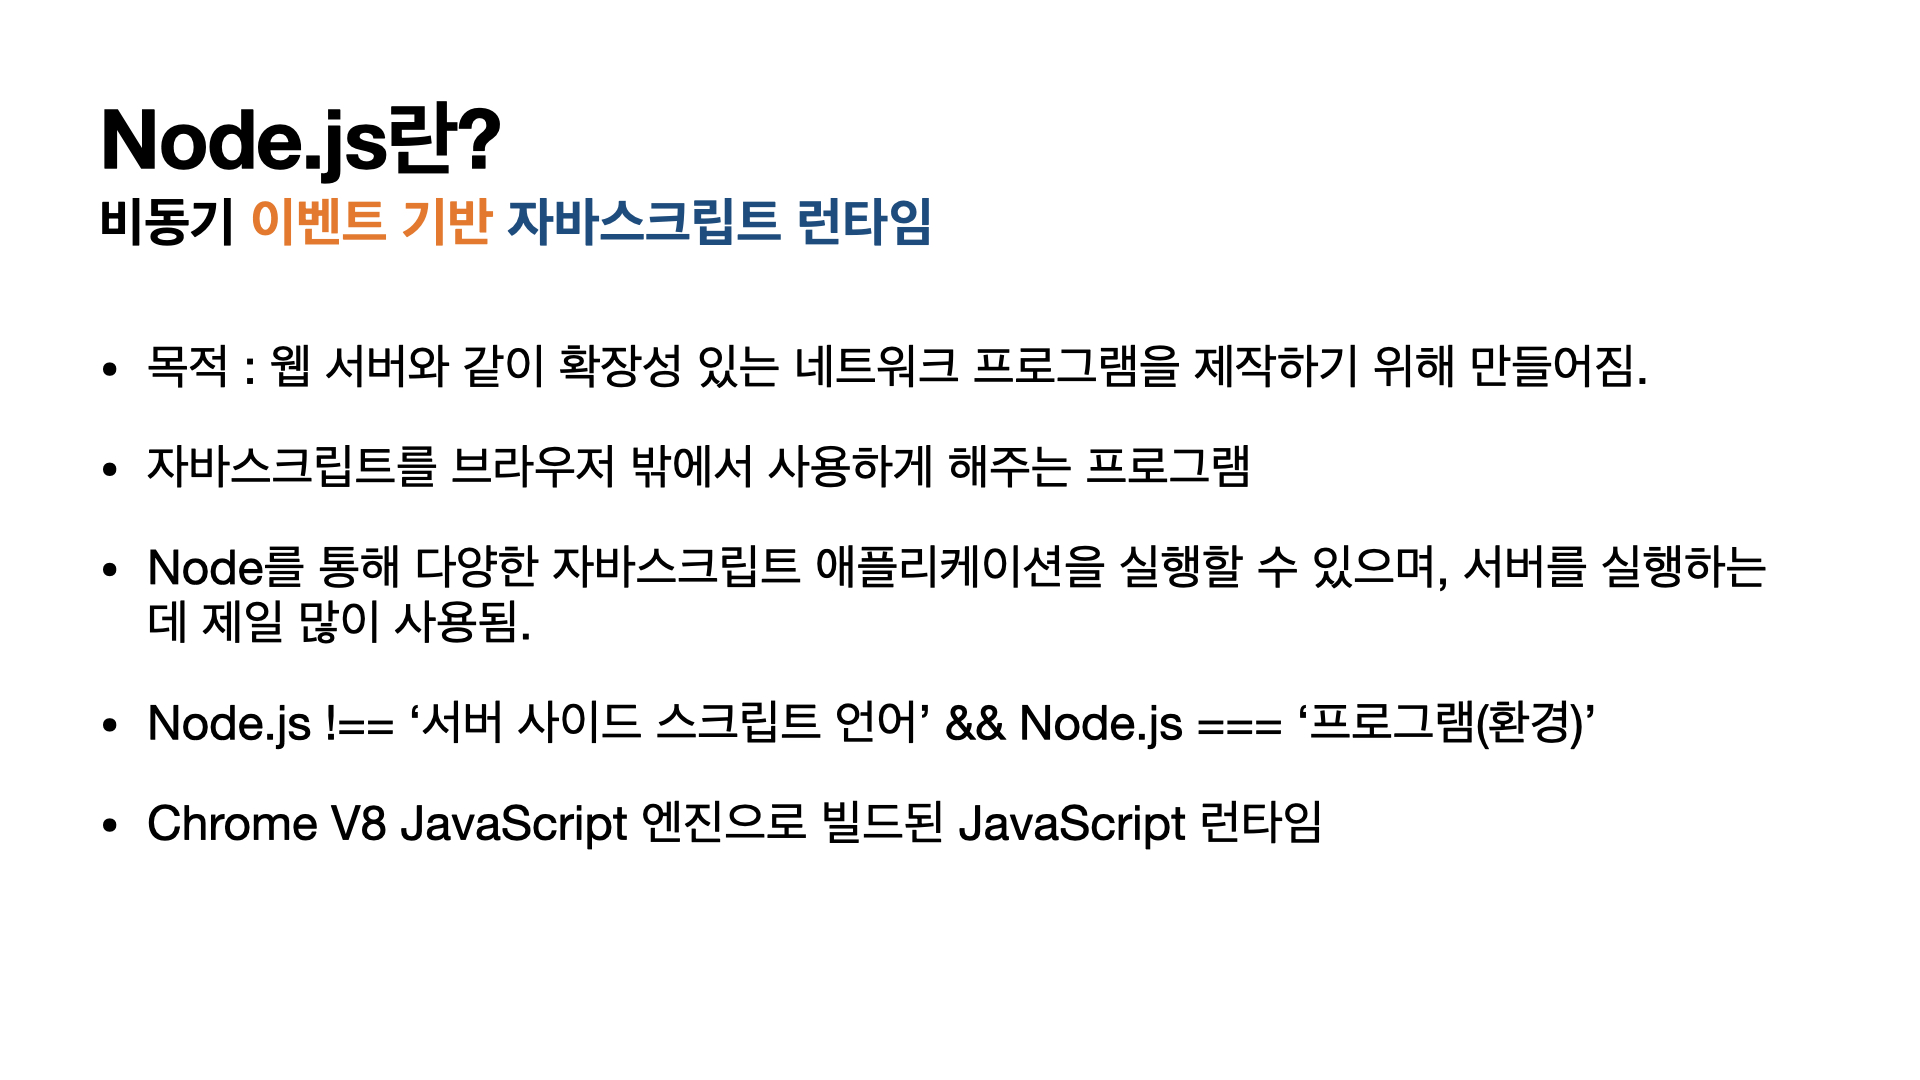 Node.js란?
비동기 이벤트 기반 자바스크립트 런타임
• 목적 : 웹 서버와 같이 확장성 있는 네트워크 프로그램을 제작하기 위해 만들어짐.
• 자바스크립트를 브라우저 밖에서 사용하게 해주는 프로그램
• Node를 통해 다양한 자바스크립트 애플리케이션을 실행할 수 있으며, 서버를 실행하는
데 제일 많이 사용됨.
• Node.js !== ‘서버 사이드 스크립트 언어’ && Node.js === ‘프로그램(환경)’
• Chrome V8 JavaScript 엔진으로 빌드된 JavaScript 런타임